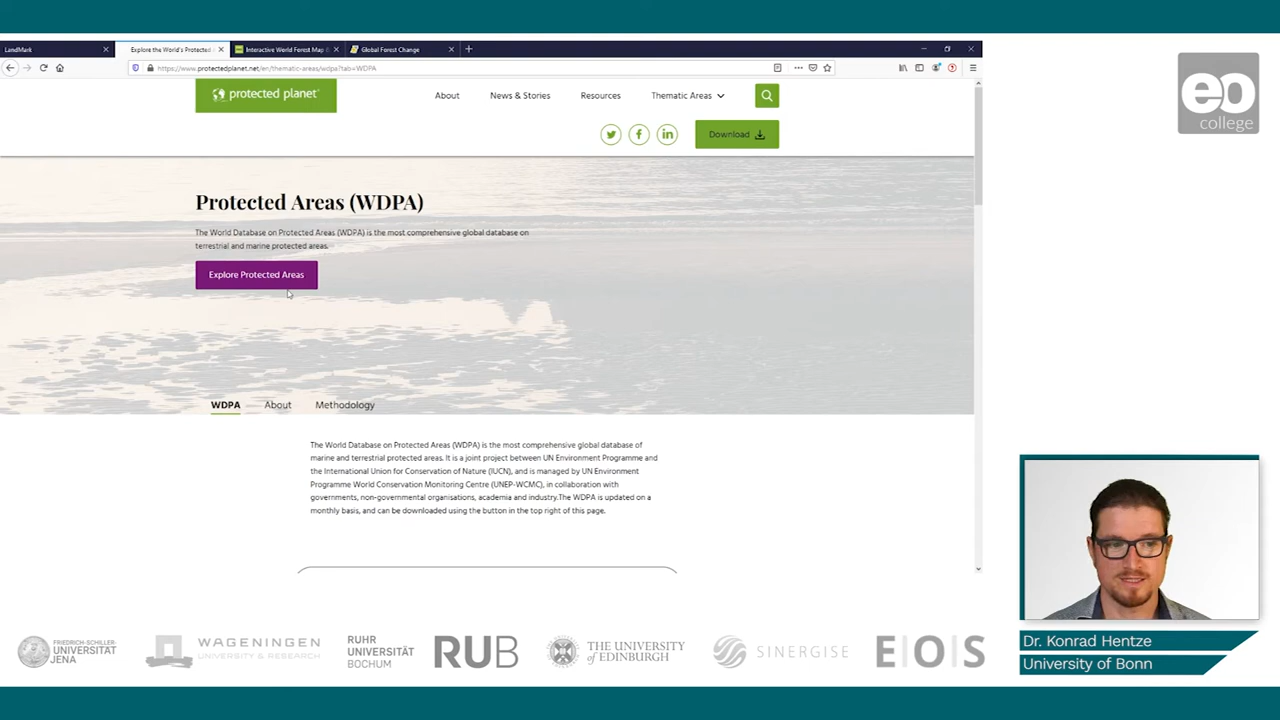 LandMark
Explore the World's Protected
Interactive World Forest Map &
Global Forest Change
https://www.protectedplanet.net/en/thematic-areas/wdpa?tab=WDPA
protected planet
About
News & Stories
Resources
Thematic Areas
Download
Protected Areas (WDPA)
The World Database on Protected Areas (WDPA) is the most comprehensive global database on
terrestrial and marine protected areas.
Explore Protected Areas
WDPA
About
Methodology
The World Database on Protected Areas (WDPA) is the most comprehensive global database of
marine and terrestrial protected areas. It is a joint project between UN Environment Programme and
the International Union for Conservation of Nature (IUCN), and is managed by UN Environment
Programme World Conservation Monitoring Centre (UNEP-WCMC), in collaboration with
governments, non-governmental organisations, academia and industry.The WDPA is updated on a
monthly basis, and can be downloaded using the button in the top right of this page.
eo
college
Dr. Konrad Hentze
University of Bonn
FRIEDRICH-SCHILLER-
UNIVERSITÄT
JENA
WAGENINGEN
UNIVERSITY & RESEARCH
RUHR
UNIVERSITÄT
BOCHUM
RUB
THE UNIVERSITY
of EDINBURGH
SINERGISE
E|O|S